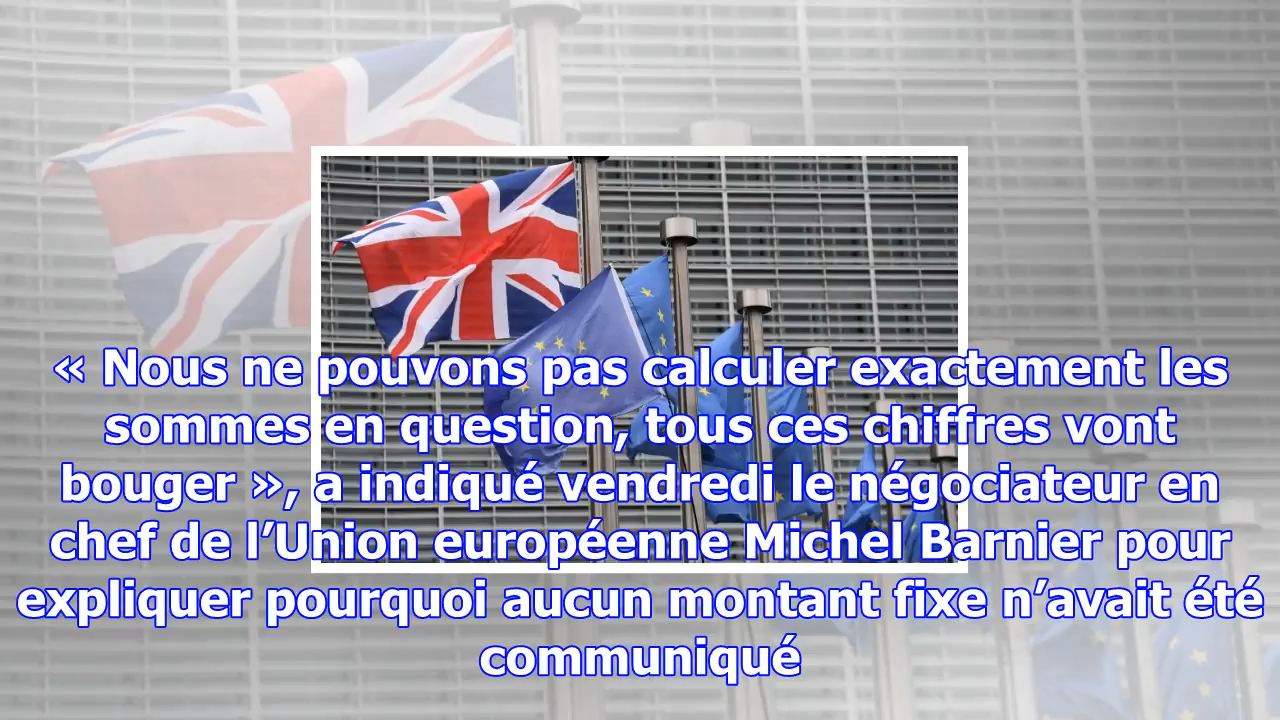 « Nous ne pouvons pas calculer exactement les
sommes en question, tous ces chiffres vont
bouger », a indiqué vendredi le négociateur en
chef de l’Union européenne Michel Barnier pour
expliquer pourquoi aucun montant fixe n’avait été
communiqué